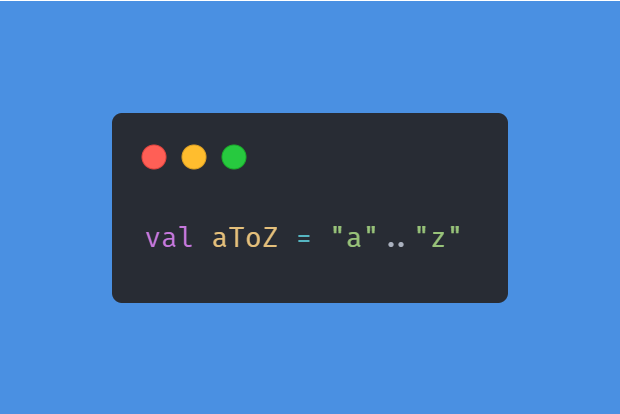 val aToZ = "a".."z"